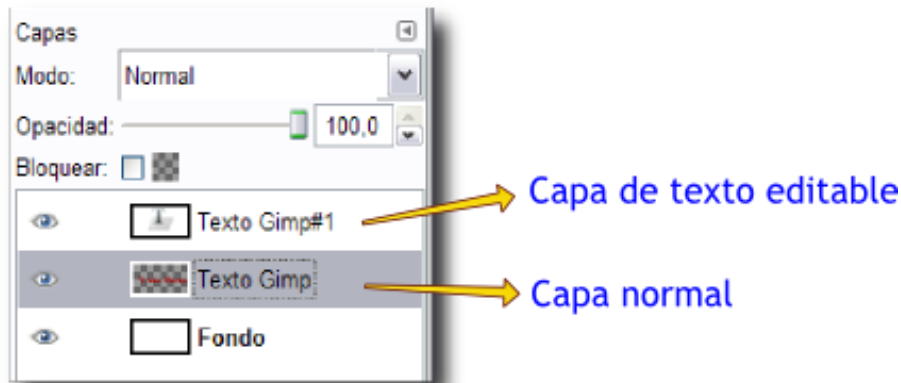 Capas
Modo: Normal
Opacidad: 100,0
Bloquear:
Texto Gimp#1
Capa de texto editable
Texto Gimp
Capa normal
Fondo